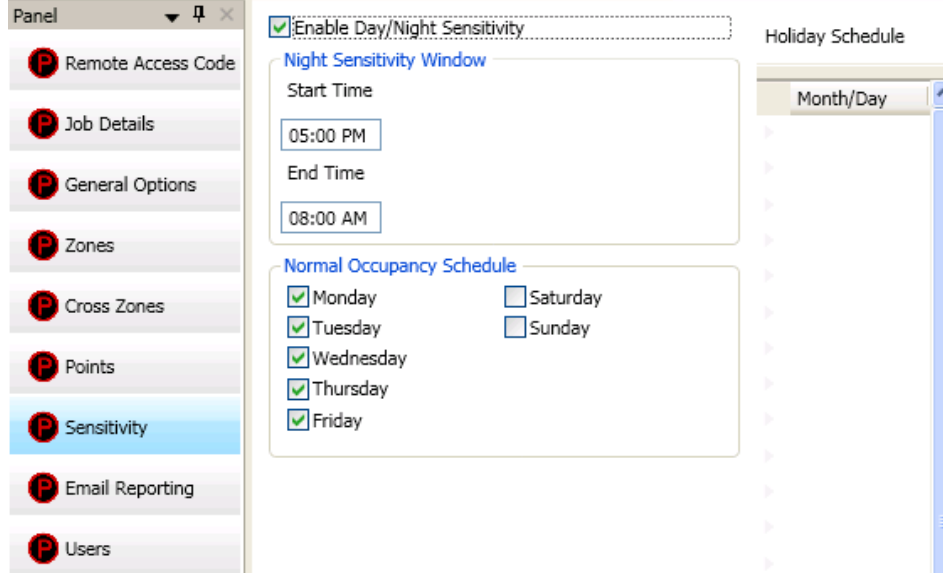 Panel
Remote Access Code
Job Details
General Options
Zones
Cross Zones
Points
Sensitivity
Email Reporting
Users
Enable Day/Night Sensitivity
Night Sensitivity Window
Start Time
05:00 PM
End Time
08:00 AM
Normal Occupancy Schedule
Monday
Saturday
Tuesday
Sunday
Wednesday
Thursday
Friday
Holiday Schedule
Month/Day